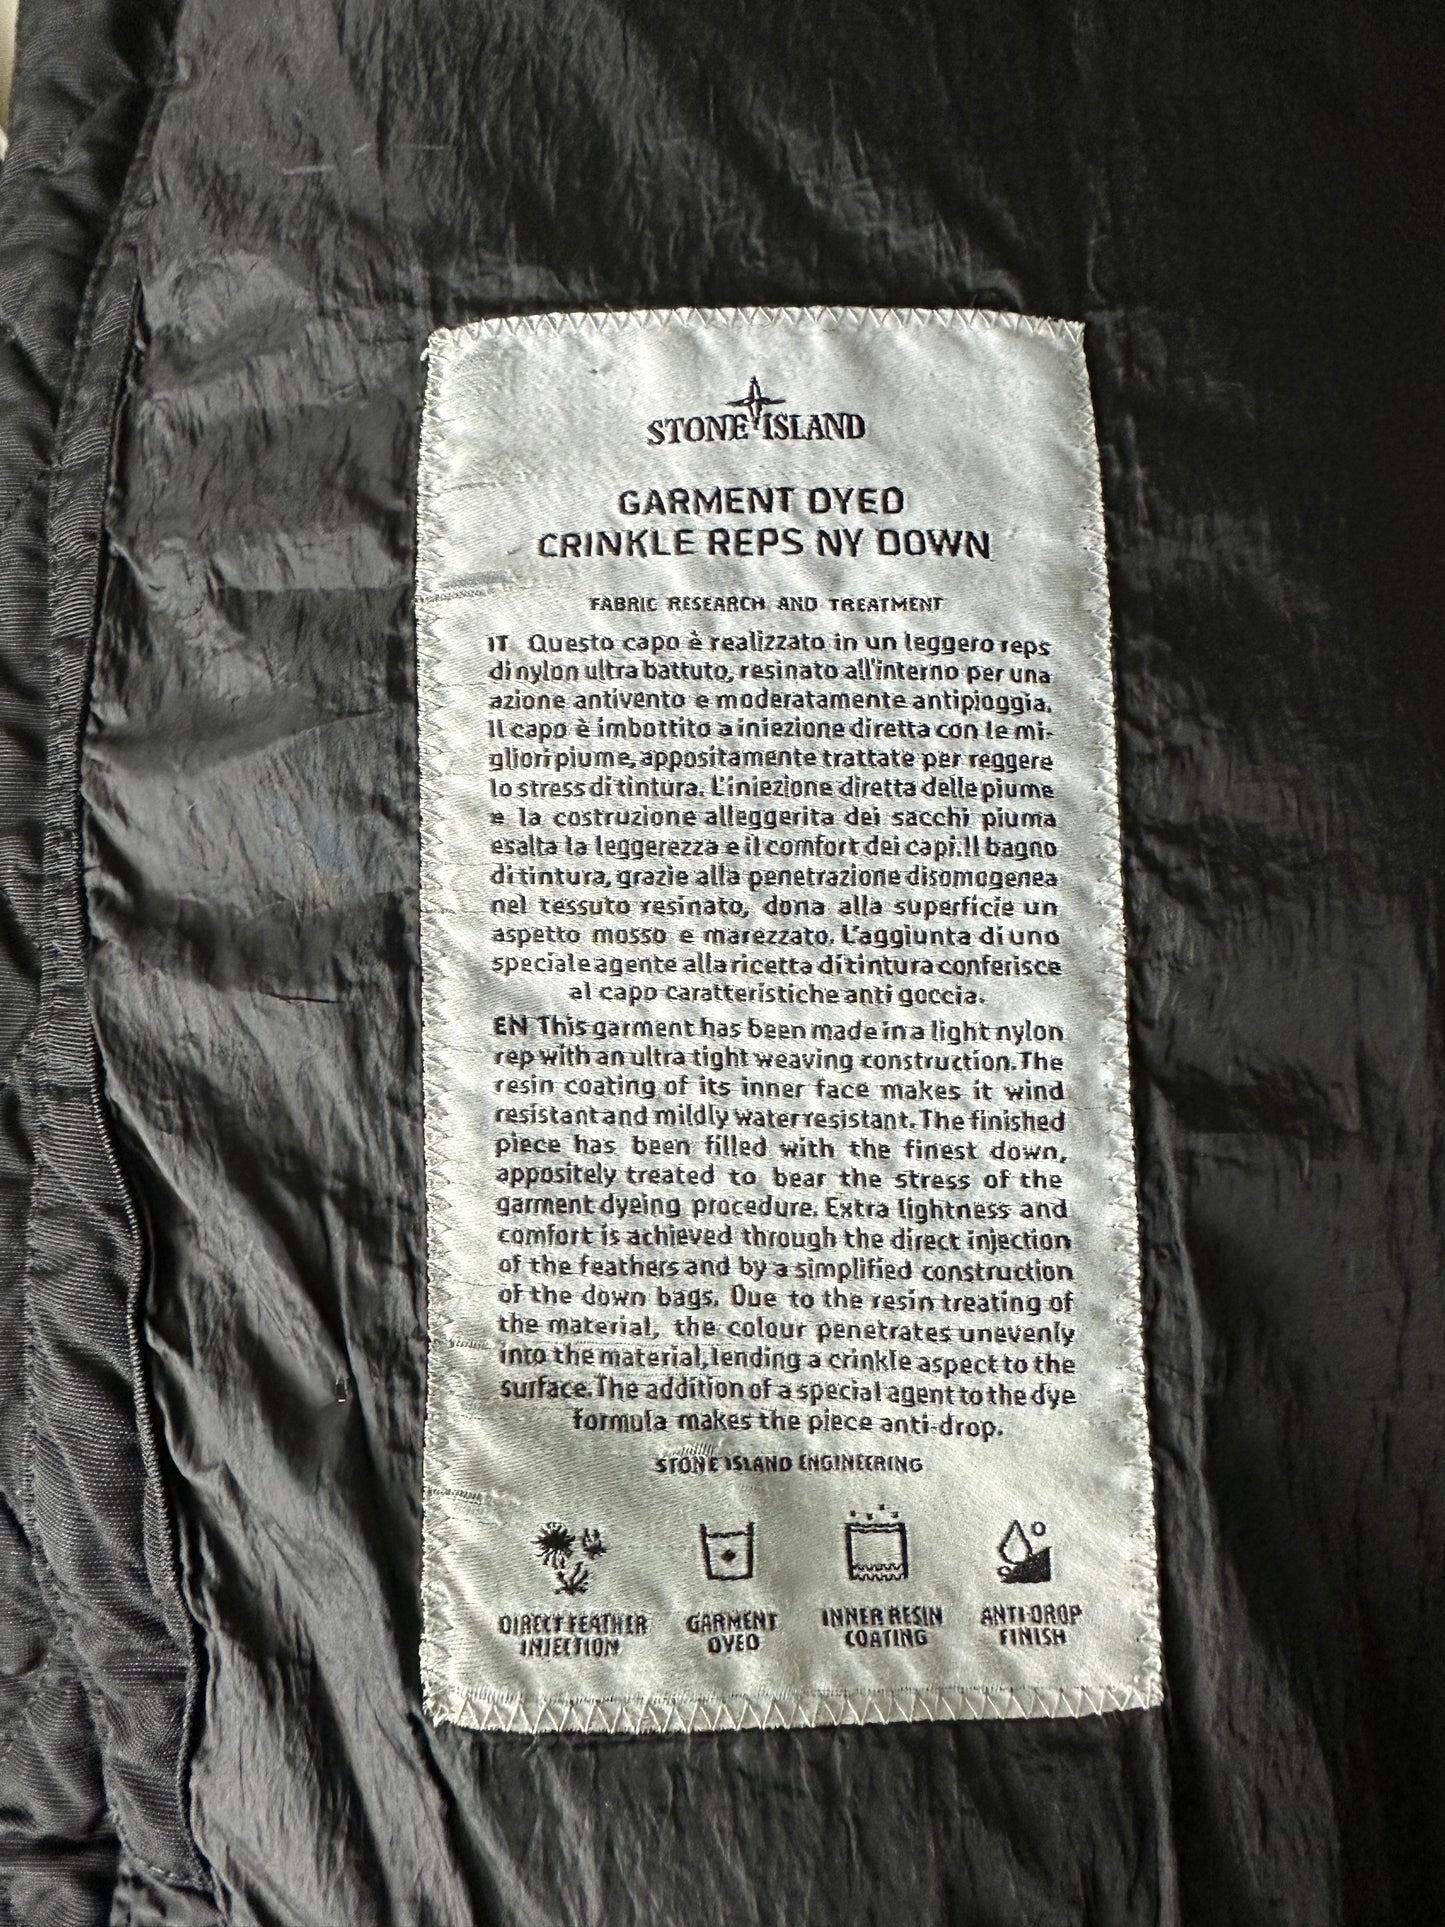 STONE ISLAND
GARMENT DYED
CRINKLE REPS NY DOWN
FABRIC RESEARCH AND TREATMENT
IT Questo capo è realizzato in un leggero reps
di nylon ultra battuto, resinato all'interno per una
azione antivento e moderatamente antipioggia.
Il capo è imbottito a iniezione diretta con le mi-
gliori piume, appositamente trattate per reggere
lo stress di tintura. L'iniezione diretta delle piume
e la costruzione alleggerita dei sacchi piuma
esalta la leggerezza e il comfort dei capi. Il bagno
di tintura, grazie alla penetrazione disomogenea
nel tessuto resinato, dona alla superficie un
aspetto mosso e marezzato. L'aggiunta di uno
speciale agente alla ricetta di tintura conferisce
al capo caratteristiche anti goccia.
EN This garment has been made in a light nylon
rep with an ultra tight weaving construction. The
resin coating of its inner face makes it wind
resistant and mildly water resistant. The finished
piece has been filled with the finest down,
appositely treated to bear the stress of the
garment dyeing procedure. Extra lightness and
comfort is achieved through the direct injection
of the feathers and by a simplified construction
of the down bags. Due to the resin treating of
the material, the colour penetrates unevenly
into the material, lending a crinkle aspect to the
surface. The addition of a special agent to the dye
formula makes the piece anti-drop.
STONE ISLAND ENGINEERING
DIRECT FEATHER
INJECTION
GARMENT
DYED
INNER RESIN
COATING
ANTI-DROP
FINISH